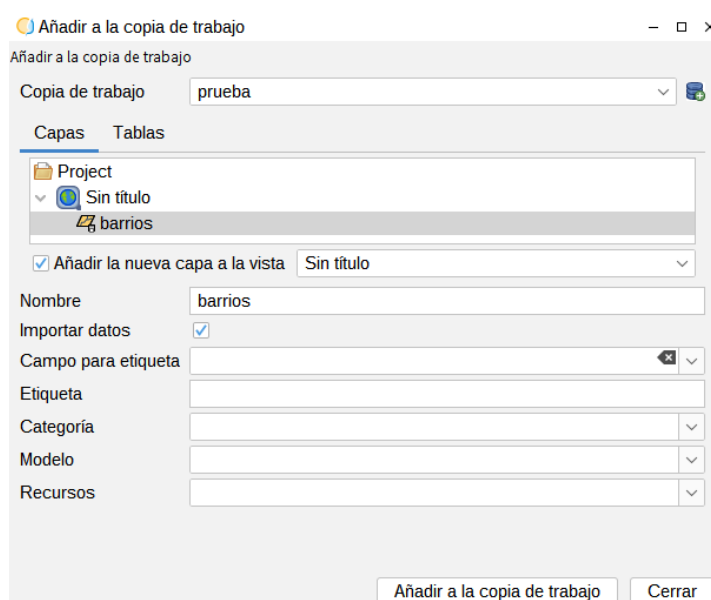 Añadir a la copia de trabajo
Añadir a la copia de trabajo
Copia de trabajo prueba
Capas Tablas
Project
Sin título
barrios
Añadir la nueva capa a la vista Sin título
Nombre barrios
Importar datos
Campo para etiqueta
Etiqueta
Categoría
Modelo
Recursos
Añadir a la copia de trabajo Cerrar